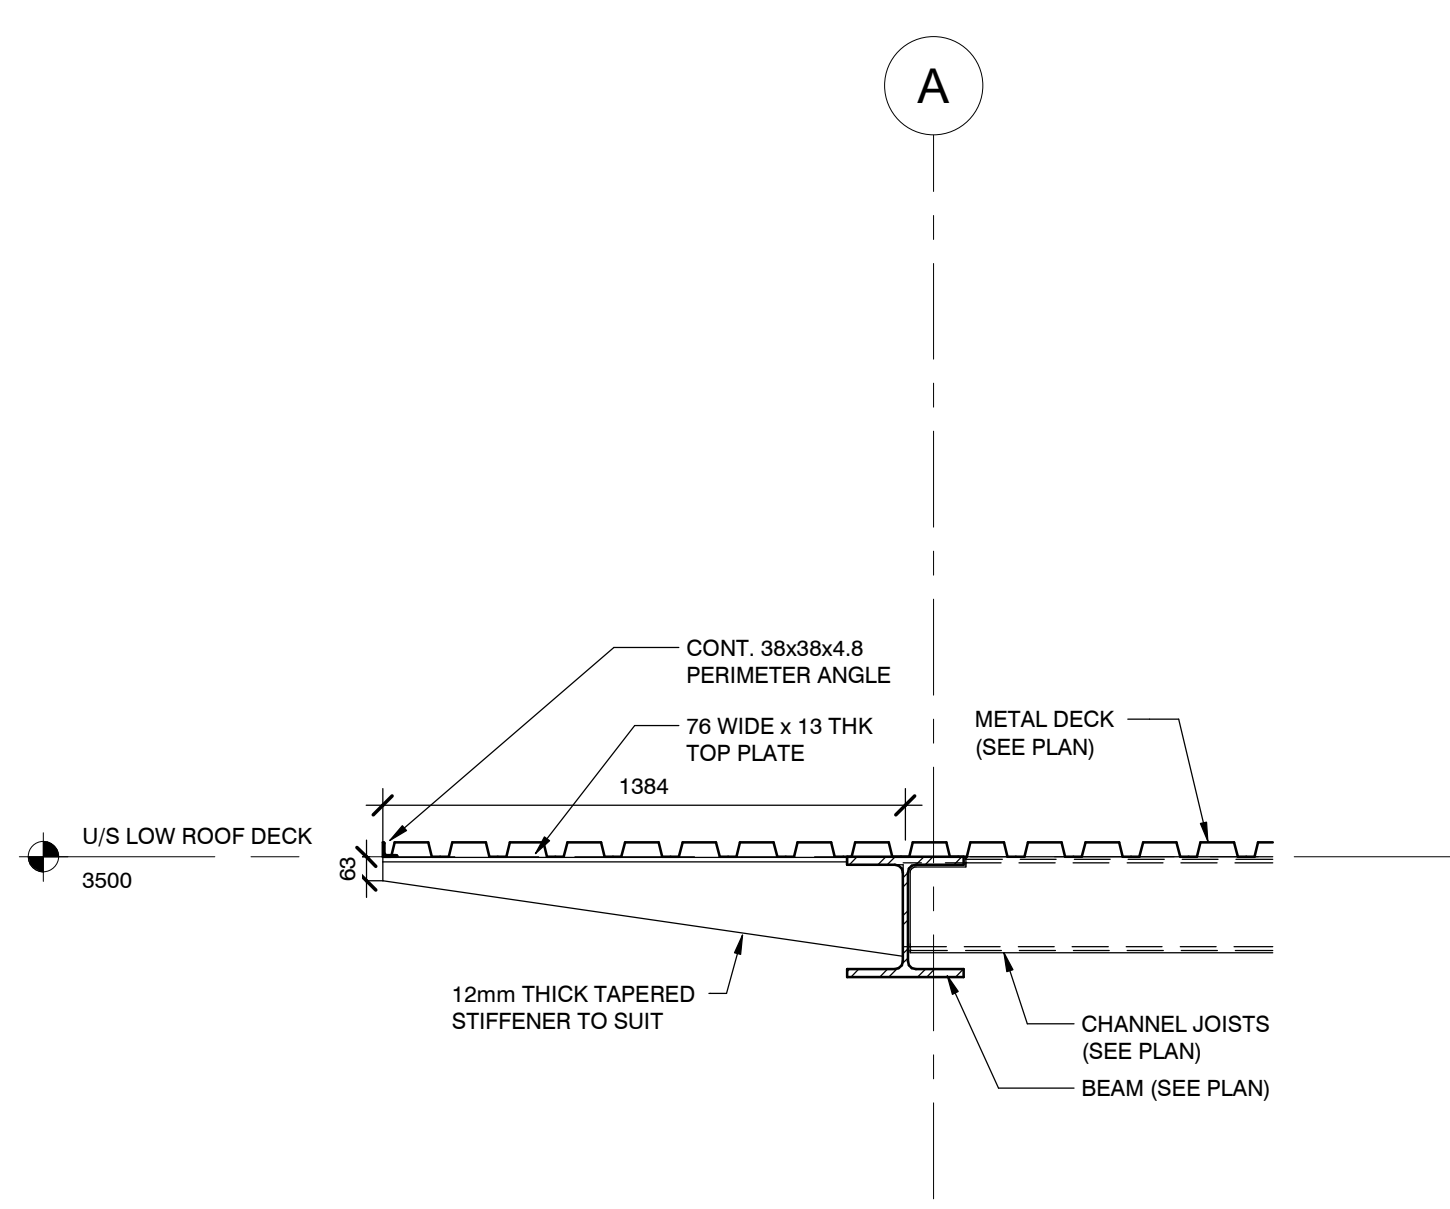 A
CONT. 38x38x4.8
PERIMETER ANGLE
76 WIDE x 13 THK
TOP PLATE
METAL DECK
(SEE PLAN)
1384
U/S LOW ROOF DECK
3500
63
12mm THICK TAPERED
STIFFENER TO SUIT
CHANNEL JOISTS
(SEE PLAN)
BEAM (SEE PLAN)